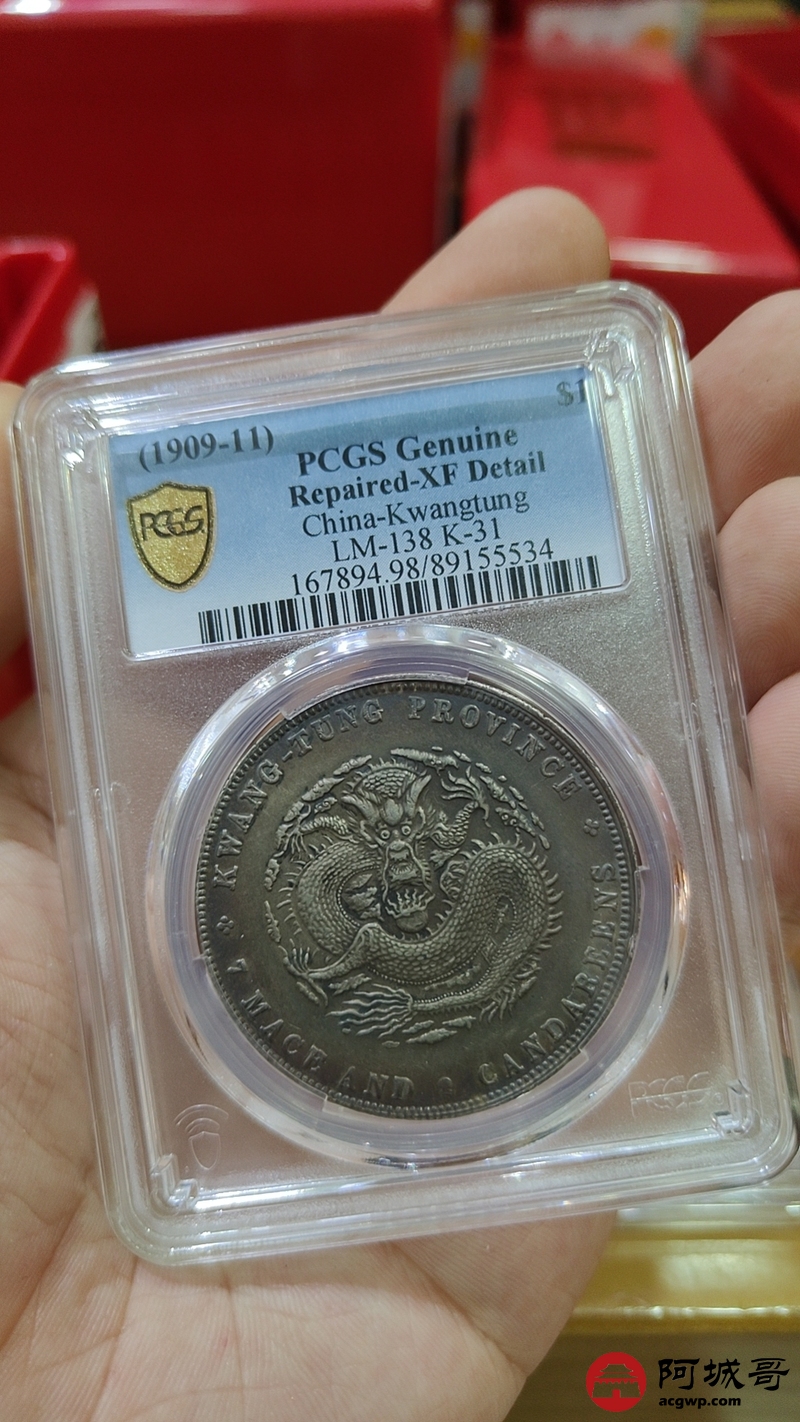 (1909-11)
$1
PCGS Genuine
Repaired-XF Detail
China-Kwangtung
LM-138 K-31
167894.98/89155534
PCGS
KWANG-TUNG PROVINCE
7 MACE AND 2 CANDAREENS
PCGS
阿城哥
acgwp.com